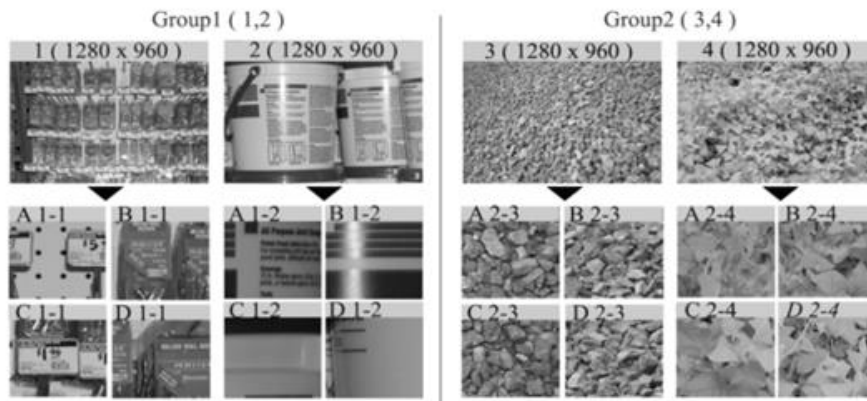 Group1 ( 1,2 )
Group2 ( 3,4 )
1 ( 1280 x 960 )
2 ( 1280 x 960 )
3 ( 1280 x 960 )
4 ( 1280 x 960 )
A 1-1
B 1-1
A 1-2
B 1-2
A 2-3
B 2-3
A 2-4
B 2-4
C 1-1
D 1-1
C 1-2
D 1-2
C 2-3
D 2-3
C 2-4
D 2-4